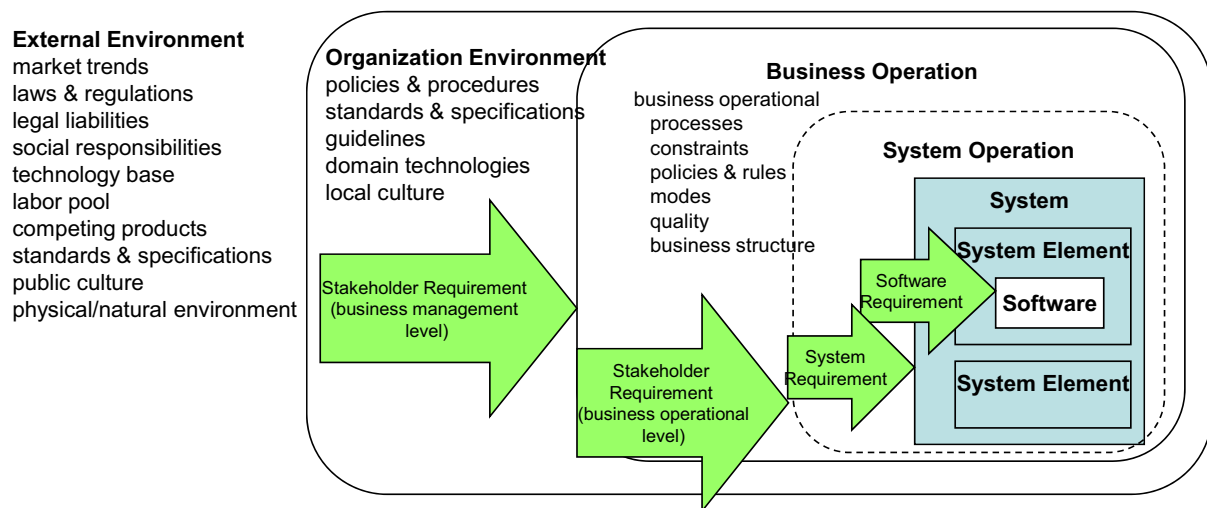 External Environment
market trends
laws & regulations
legal liabilities
social responsibilities
technology base
labor pool
competing products
standards & specifications
public culture
physical/natural environment
Organization Environment
policies & procedures
standards & specifications
guidelines
domain technologies
local culture
Stakeholder Requirement
(business management
level)
Business Operation
business operational
processes
constraints
policies & rules
modes
quality
business structure
Stakeholder
Requirement
(business operational
level)
System Operation
System
Requirement
Software
Requirement
System
System Element
Software
System Element